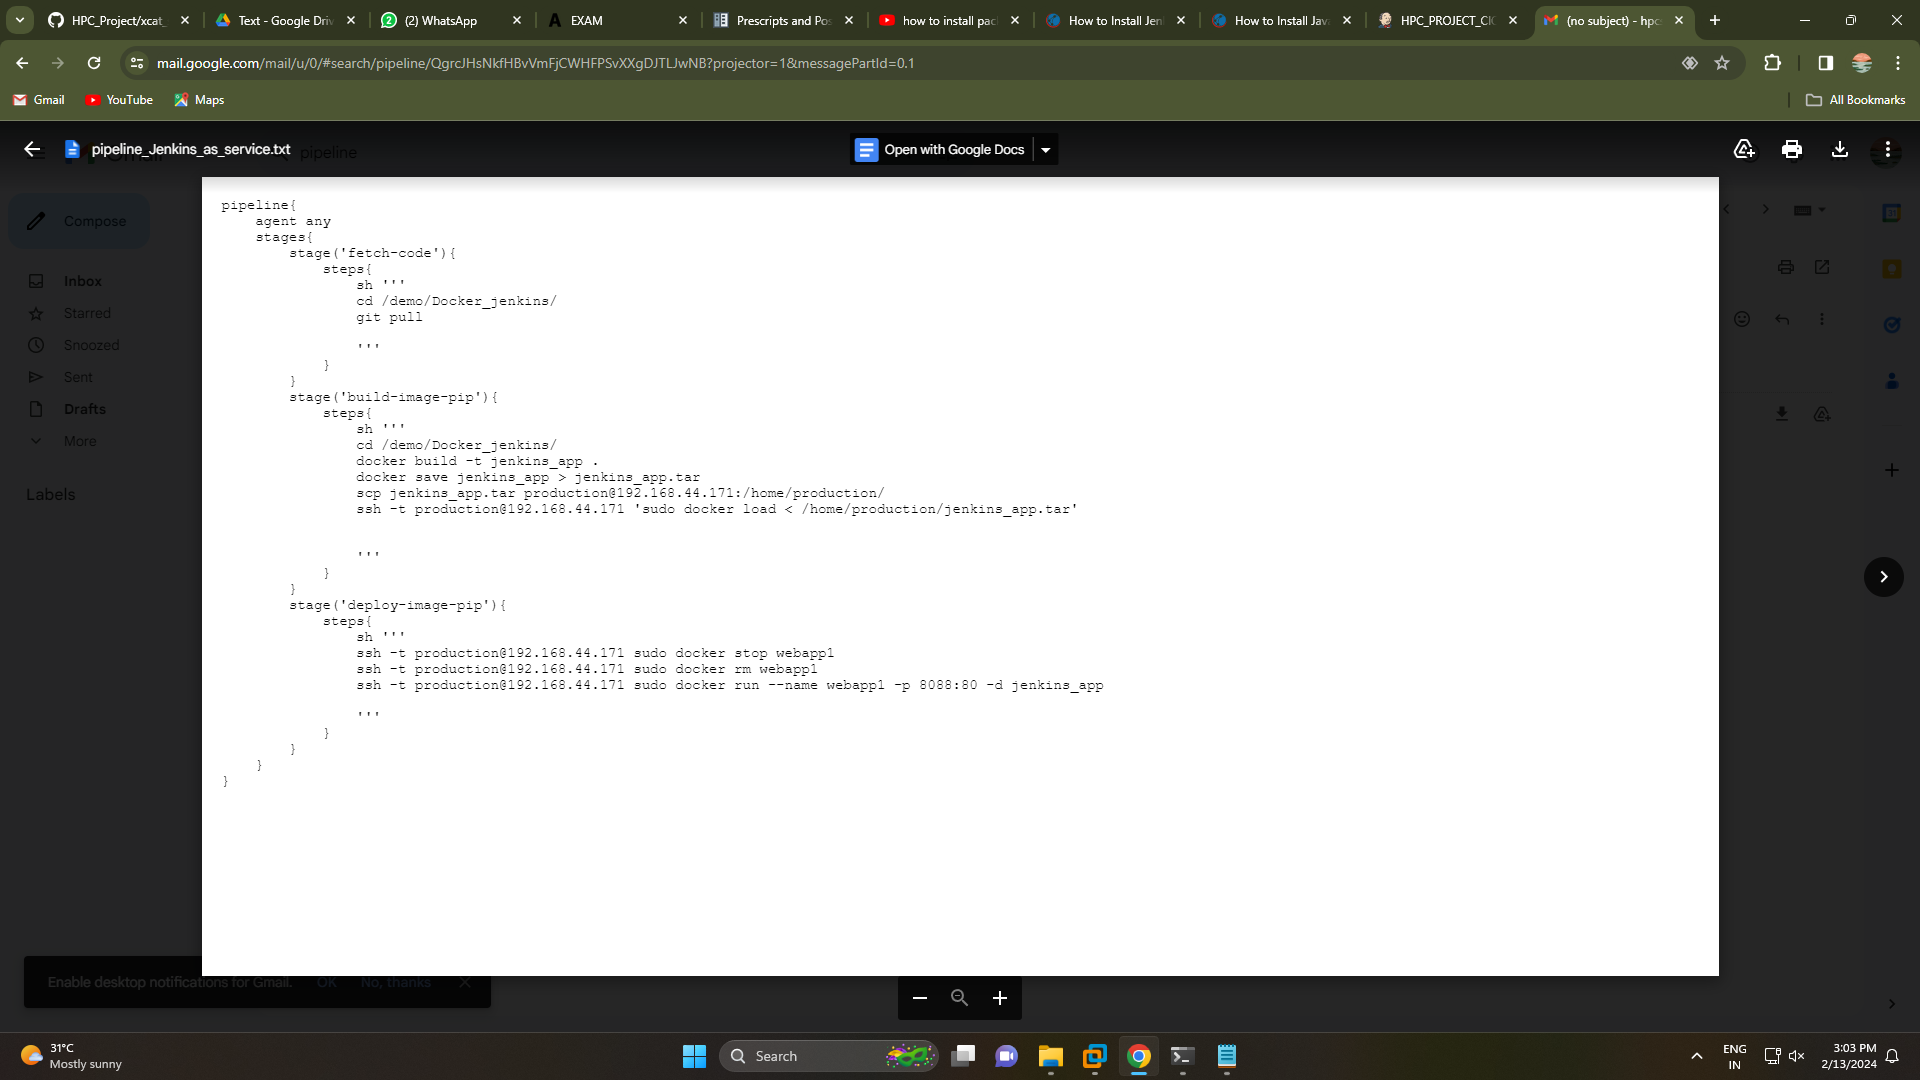 HPC_Project/xcat_
Text - Google Driv
(2) WhatsApp
EXAM
Prescripts and Pos
how to install pac
How to Install Jen
How to Install Java
HPC_PROJECT_CIC
(no subject) - hpc
mail.google.com/mail/u/0/#search/pipeline/QgrcJHsNkfHBvVmFjCWHFPSvXXgDJTLJwNB?projector=1&messagePartId=0.1
Gmail
YouTube
Maps
All Bookmarks
pipeline_Jenkins_as_service.txt
pipeline
Open with Google Docs
Compose
Inbox
Starred
Snoozed
Sent
Drafts
More
Labels
pipeline{
agent any
stages{
stage('fetch-code'){
steps{
sh '''
cd /demo/Docker_jenkins/
git pull
'''
}
}
stage('build-image-pip'){
steps{
sh '''
cd /demo/Docker_jenkins/
docker build -t jenkins_app .
docker save jenkins_app > jenkins_app.tar
scp jenkins_app.tar production@192.168.44.171:/home/production/
ssh -t production@192.168.44.171 'sudo docker load < /home/production/jenkins_app.tar'
'''
}
}
stage('deploy-image-pip'){
steps{
sh '''
ssh -t production@192.168.44.171 sudo docker stop webapp1
ssh -t production@192.168.44.171 sudo docker rm webapp1
ssh -t production@192.168.44.171 sudo docker run --name webapp1 -p 8088:80 -d jenkins_app
'''
}
}
}
}
Enable desktop notifications for Gmail. OK No, thanks
31°C
Mostly sunny
Search
ENG
IN
3:03 PM
2/13/2024